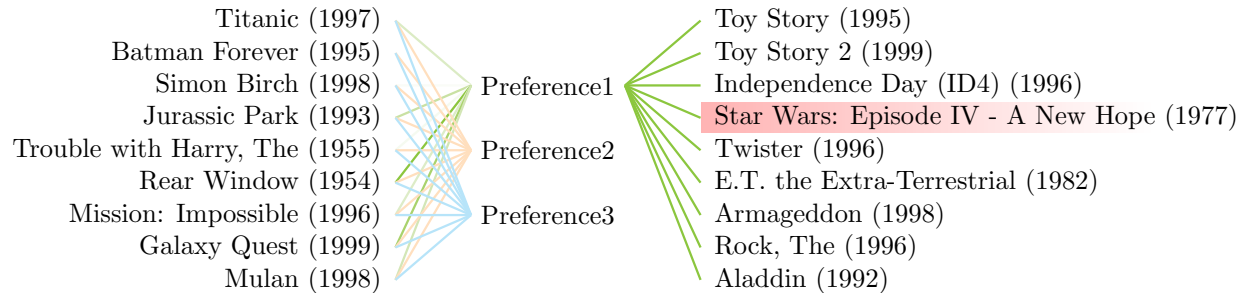 Titanic (1997)
Batman Forever (1995)
Simon Birch (1998)
Jurassic Park (1993)
Trouble with Harry, The (1955)
Rear Window (1954)
Mission: Impossible (1996)
Galaxy Quest (1999)
Mulan (1998)
Preference1
Preference2
Preference3
Toy Story (1995)
Toy Story 2 (1999)
Independence Day (ID4) (1996)
Star Wars: Episode IV - A New Hope (1977)
Twister (1996)
E.T. the Extra-Terrestrial (1982)
Armageddon (1998)
Rock, The (1996)
Aladdin (1992)